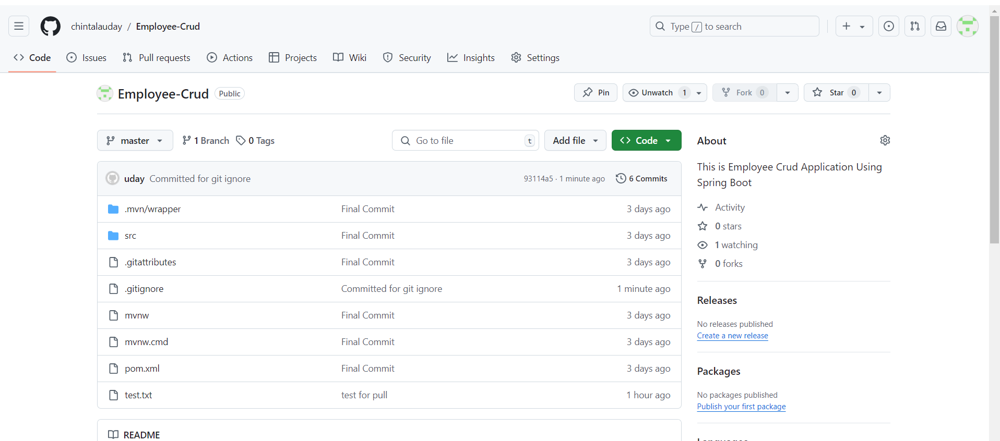 chintalauday / Employee-Crud
Type / to search
Code Issues Pull requests Actions Projects Wiki Security Insights Settings
Employee-Crud Public
Pin Unwatch 1 Fork 0 Star 0
master 1 Branch 0 Tags Go to file t Add file Code
uday Committed for git ignore 93114a5 · 1 minute ago 6 Commits
.mvn/wrapper Final Commit 3 days ago
src Final Commit 3 days ago
.gitattributes Final Commit 3 days ago
.gitignore Committed for git ignore 1 minute ago
mvnw Final Commit 3 days ago
mvnw.cmd Final Commit 3 days ago
pom.xml Final Commit 3 days ago
test.txt test for pull 1 hour ago
README
About
This is Employee Crud Application Using
Spring Boot
Activity
0 stars
1 watching
0 forks
Releases
No releases published
Create a new release
Packages
No packages published
Publish your first package